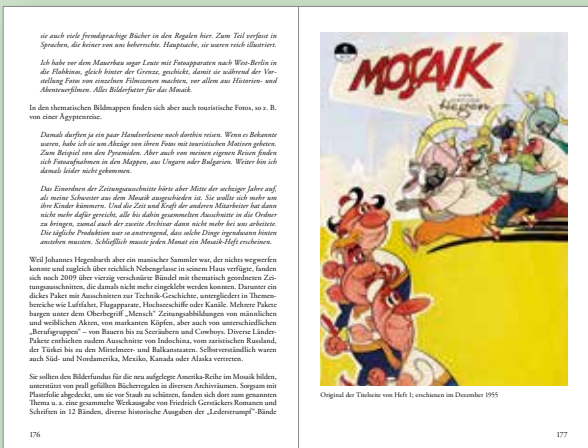 sie auch viele fremdsprachige Bücher in den Regalen hier. Zum Teil verfasst in
Sprachen, die keiner von uns beherrschte. Hauptsache, sie waren reich illustriert.
Ich habe vor dem Mauerbau sogar Leute mit Fotoapparaten nach West-Berlin in
die Flohkinos, gleich hinter der Grenze, geschickt, damit sie während der Vor-
stellung Fotos von einzelnen Filmszenen machten, vor allem aus Historien- und
Abenteuerfilmen. Alles Bilderfutter für das Mosaik.
In den thematischen Bildmappen finden sich aber auch touristische Fotos, so z. B.
von einer Ägyptenreise.
Damals durften ja ein paar Handverlesene noch dorthin reisen. Wenn es Bekannte
waren, habe ich sie um Abzüge von ihren Fotos mit touristischen Motiven gebeten.
Zum Beispiel von den Pyramiden. Aber auch von meinen eigenen Reisen finden
sich Fotoaufnahmen in den Mappen, aus Ungarn oder Bulgarien. Weiter bin ich
damals leider nicht gekommen.
Das Einordnen der Zeitungsausschnitte hörte aber Mitte der sechziger Jahre auf,
als meine Schwester aus dem Mosaik ausgeschieden ist. Sie wollte sich mehr um
ihre Kinder kümmern. Und die Zeit und Kraft der anderen Mitarbeiter hat dann
nicht mehr dafür gereicht, alle bis dahin gesammelten Ausschnitte in die Ordner
zu bringen, zumal auch der zweite Archivar dann nicht mehr bei uns arbeitete.
Die tägliche Produktion war so anstrengend, dass solche Dinge irgendwann hinten
anstehen mussten. Schließlich musste jeden Monat ein Mosaik-Heft erscheinen.
Weil Johannes Hegenbarth aber ein manischer Sammler war, der nichts wegwerfen
konnte und zugleich über reichlich Nebengelasse in seinem Haus verfügte, fanden
sich noch 2009 über vierzig verschnürte Bündel mit thematisch geordneten Zei-
tungsausschnitten, die damals nicht mehr eingeklebt werden konnten. Darunter ein
dickes Paket mit Ausschnitten zur Technik-Geschichte, untergliedert in Themen-
bereiche wie Luftfahrt, Flugapparate, Hochseeschiffe oder Kanäle. Mehrere Pakete
bargen unter dem Oberbegriff „Mensch“ Zeitungsabbildungen von männlichen
und weiblichen Akten, von markanten Köpfen, aber auch von unterschiedlichen
„Berufsgruppen“ – von Bauern bis zu Seeräubern und Cowboys. Diverse Länder-
Pakete enthielten zudem Ausschnitte von Indochina, vom zaristischen Russland,
der Türkei bis zu den Mittelmeer- und Balkanstaaten. Selbstverständlich waren
auch Süd- und Nordamerika, Mexiko, Kanada oder Alaska vertreten.
Sie sollten den Bilderfundus für die neu aufgelegte Amerika-Reihe im Mosaik bilden,
unterstützt von prall gefüllten Bücherregalen in diversen Archivräumen. Sorgsam mit
Plastefolie abgedeckt, um sie vor Staub zu schützen, fanden sich dort zum genannten
Thema u. a. eine gesammelte Werkausgabe von Friedrich Gerstäckers Romanen und
Schriften in 12 Bänden, diverse historische Ausgaben der „Lederstrumpf“-Bände
176
MOSAIK
hegen
Original der Titelseite von Heft 1; erschienen im Dezember 1955
177